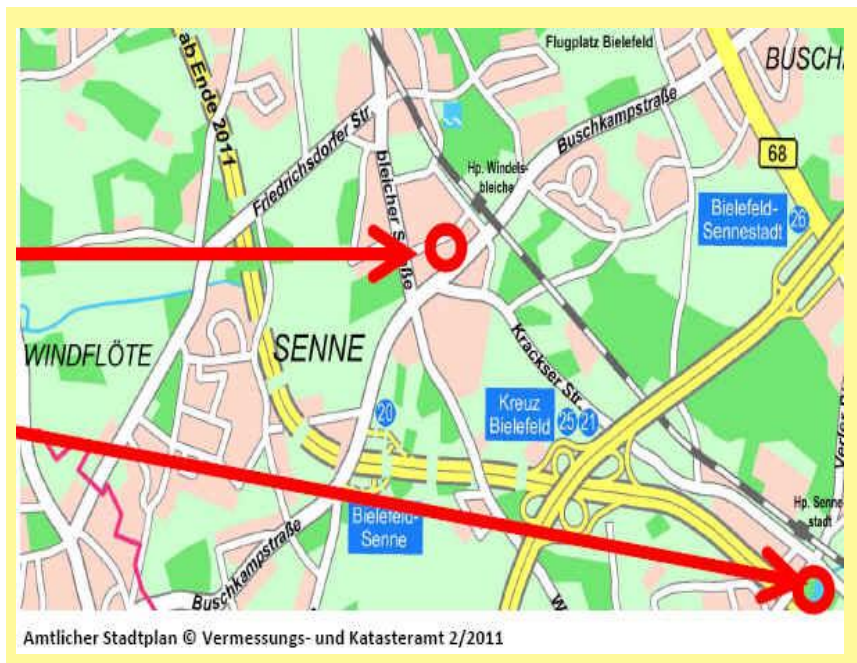 Flugplatz Bielefeld
BUSCH
ab Ende 2011
Friedrichsdorfer Str.
bleicher Straße
Buschkampstraße
Hp. Windels-
bleiche
68
Bielefeld-
Sennestadt
26
WINDFLÖTE
SENNE
Krackser Str.
Kreuz
Bielefeld
25
21
20
Bielefeld-
Senne
Buschkampstraße
Hp. Senne-
stadt
Amtlicher Stadtplan © Vermessungs- und Katasteramt 2/2011